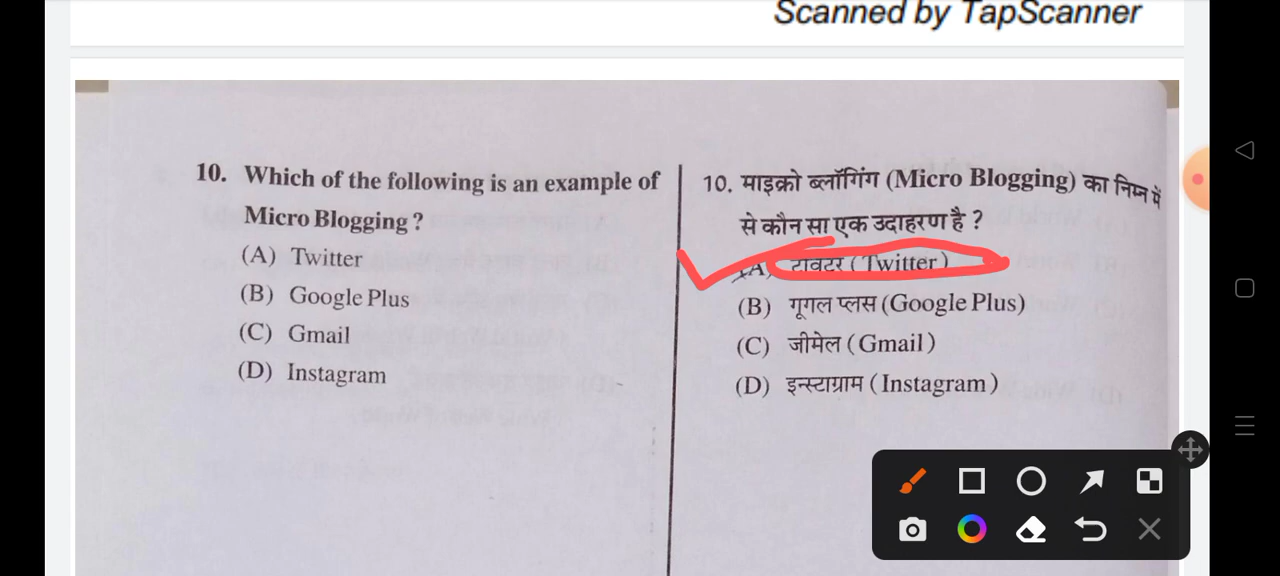 Scanned by TapScanner
10. Which of the following is an example of
Micro Blogging ?
(A) Twitter
(B) Google Plus
(C) Gmail
(D) Instagram
10. माइक्रो ब्लॉगिंग (Micro Blogging) का निम्न में
से कौन सा एक उदाहरण है ?
(A) (Twitter)
(B) गूगल प्लस (Google Plus)
(C) जीमेल (Gmail)
(D) इन्स्टाग्राम (Instagram)